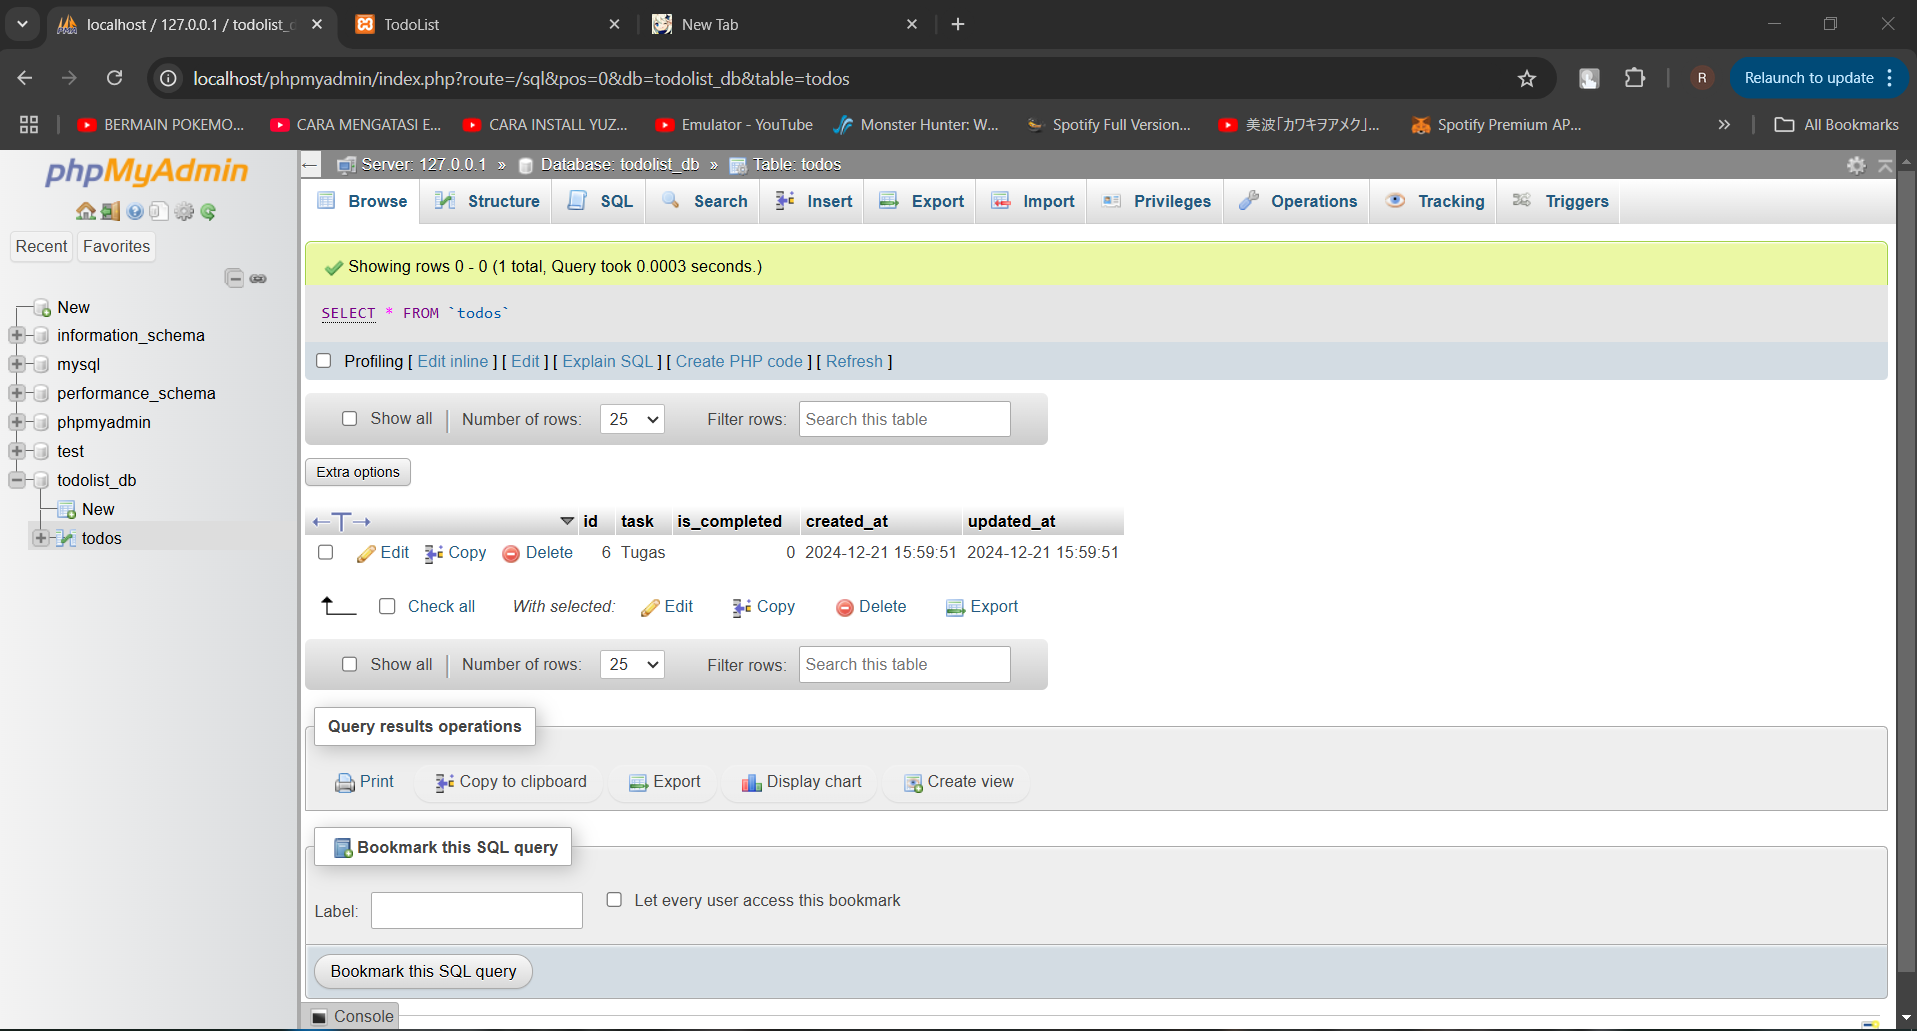 localhost / 127.0.0.1 / todolist_d
TodoList
New Tab
localhost/phpmyadmin/index.php?route=/sql&pos=0&db=todolist_db&table=todos
R
Relaunch to update
BERMAIN POKEMO...
CARA MENGATASI E...
CARA INSTALL YUZ...
Emulator - YouTube
Monster Hunter: W...
Spotify Full Version...
美波「カワキヲアメク」...
Spotify Premium AP...
»
All Bookmarks
phpMyAdmin
Recent
Favorites
New
information_schema
mysql
performance_schema
phpmyadmin
test
todolist_db
New
todos
Server: 127.0.0.1 » Database: todolist_db » Table: todos
Browse
Structure
SQL
Search
Insert
Export
Import
Privileges
Operations
Tracking
Triggers
Showing rows 0 - 0 (1 total, Query took 0.0003 seconds.)
SELECT * FROM `todos`
Profiling [ Edit inline ] [ Edit ] [ Explain SQL ] [ Create PHP code ] [ Refresh ]
Show all | Number of rows: 25 Filter rows: Search this table
Extra options
←T→ id task is_completed created_at updated_at
Edit Copy Delete 6 Tugas 0 2024-12-21 15:59:51 2024-12-21 15:59:51
Check all With selected: Edit Copy Delete Export
Show all | Number of rows: 25 Filter rows: Search this table
Query results operations
Print Copy to clipboard Export Display chart Create view
Bookmark this SQL query
Label: Let every user access this bookmark
Bookmark this SQL query
Console